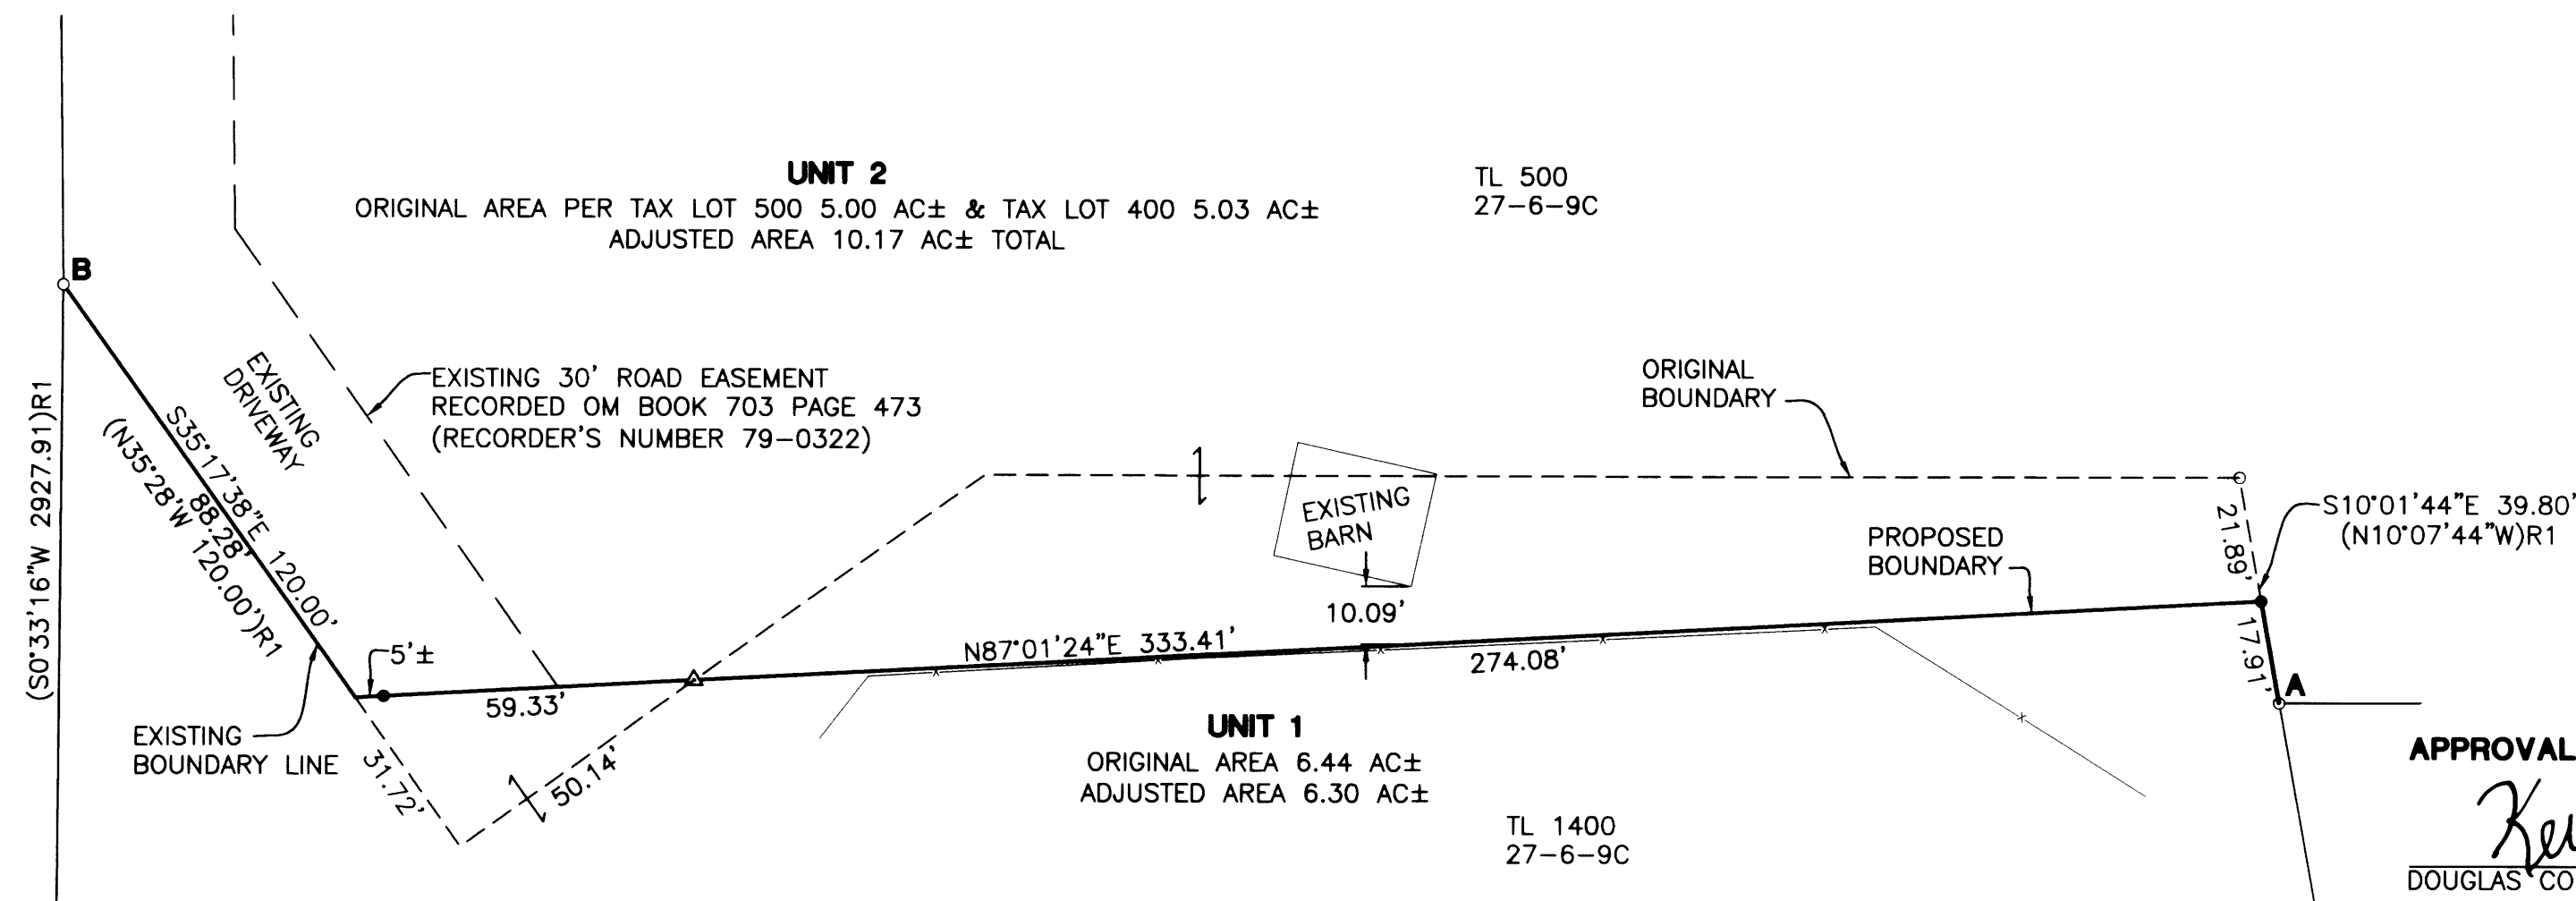 UNIT 2
ORIGINAL AREA PER TAX LOT 500 5.00 AC± & TAX LOT 400 5.03 AC±
ADJUSTED AREA 10.17 AC± TOTAL
TL 500
27-6-9C
B
EXISTING
DRIVEWAY
EXISTING 30' ROAD EASEMENT
RECORDED OM BOOK 703 PAGE 473
(RECORDER'S NUMBER 79-0322)
ORIGINAL
BOUNDARY
(S0°33'16"W 2927.91)R1
S35°17'38"E 120.00'
88.28'
(N35°28'W 120.00')R1
EXISTING
BARN
10.09'
PROPOSED
BOUNDARY
21.89'
S10°01'44"E 39.80'
(N10°07'44"W)R1
5'±
59.33'
N87°01'24"E 333.41'
274.08'
17.91'
A
EXISTING
BOUNDARY LINE
31.72'
50.14'
UNIT 1
ORIGINAL AREA 6.44 AC±
ADJUSTED AREA 6.30 AC±
TL 1400
27-6-9C
APPROVAL
DOUGLAS CO